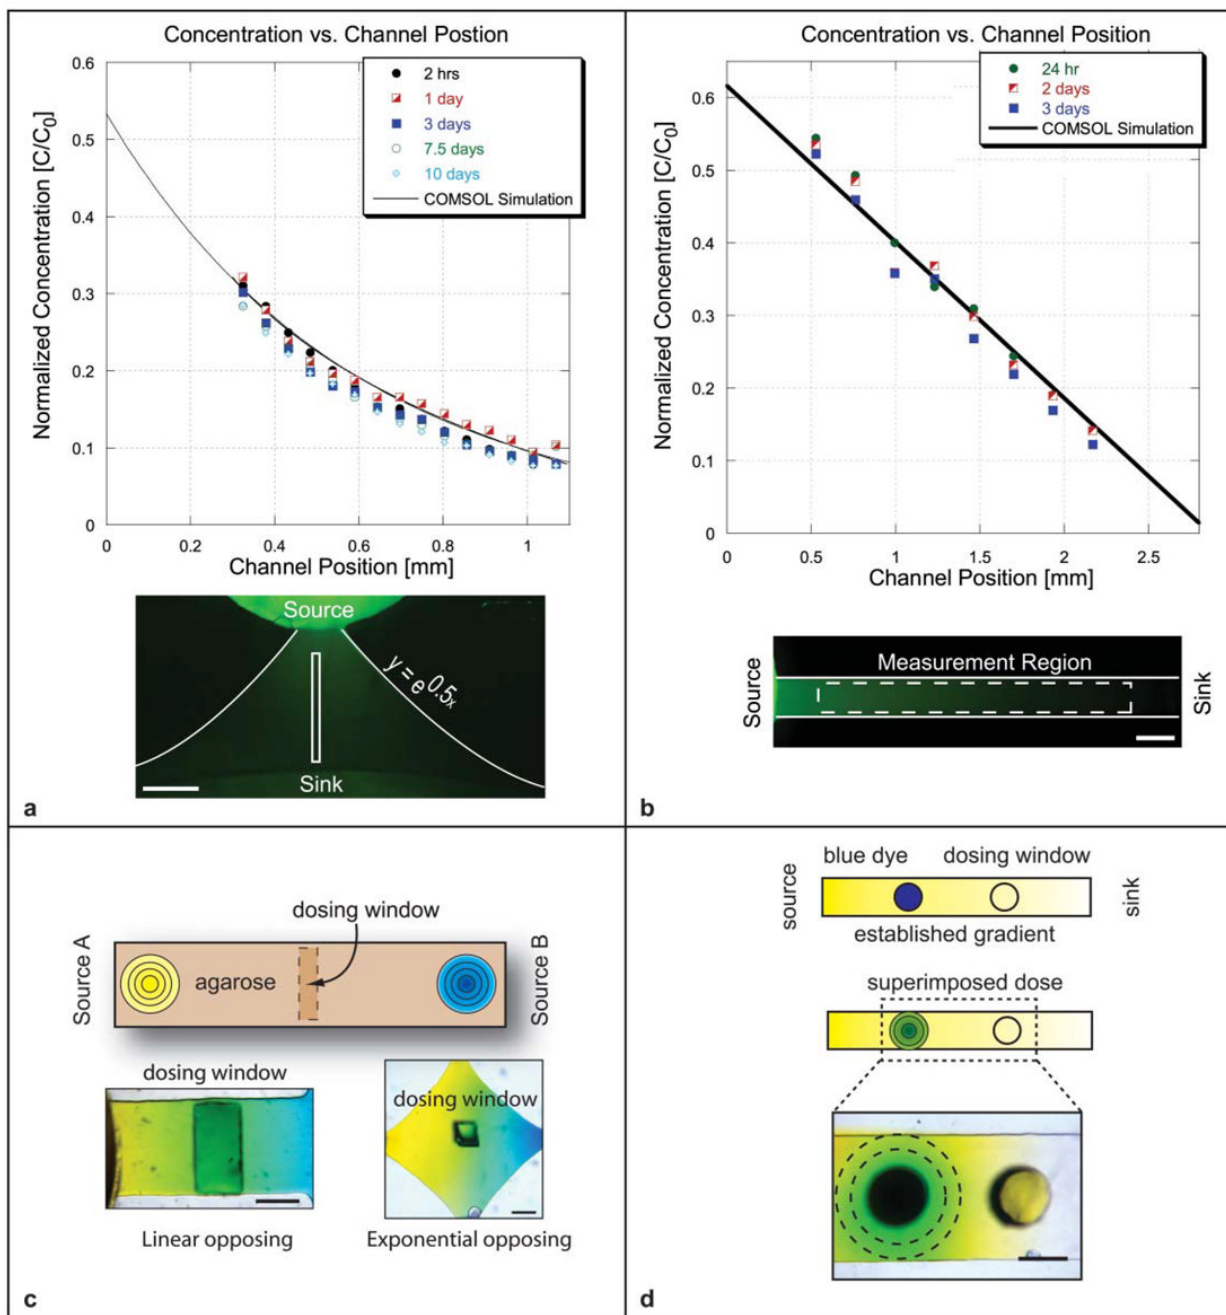 Concentration vs. Channel Postion
Normalized Concentration [C/C0]
0.6
0.5
0.4
0.3
0.2
0.1
0
2 hrs
1 day
3 days
7.5 days
10 days
COMSOL Simulation
0 0.2 0.4 0.6 0.8 1
Channel Position [mm]
Source
y = e0.5x
Sink
a
Concentration vs. Channel Position
Normalized Concentration [C/C0]
0.6
0.5
0.4
0.3
0.2
0.1
0
24 hr
2 days
3 days
COMSOL Simulation
0 0.5 1 1.5 2 2.5
Channel Position [mm]
Source
Measurement Region
Sink
b
dosing window
Source A
agarose
Source B
dosing window
dosing window
Linear opposing
Exponential opposing
c
blue dye dosing window
source
sink
established gradient
superimposed dose
d